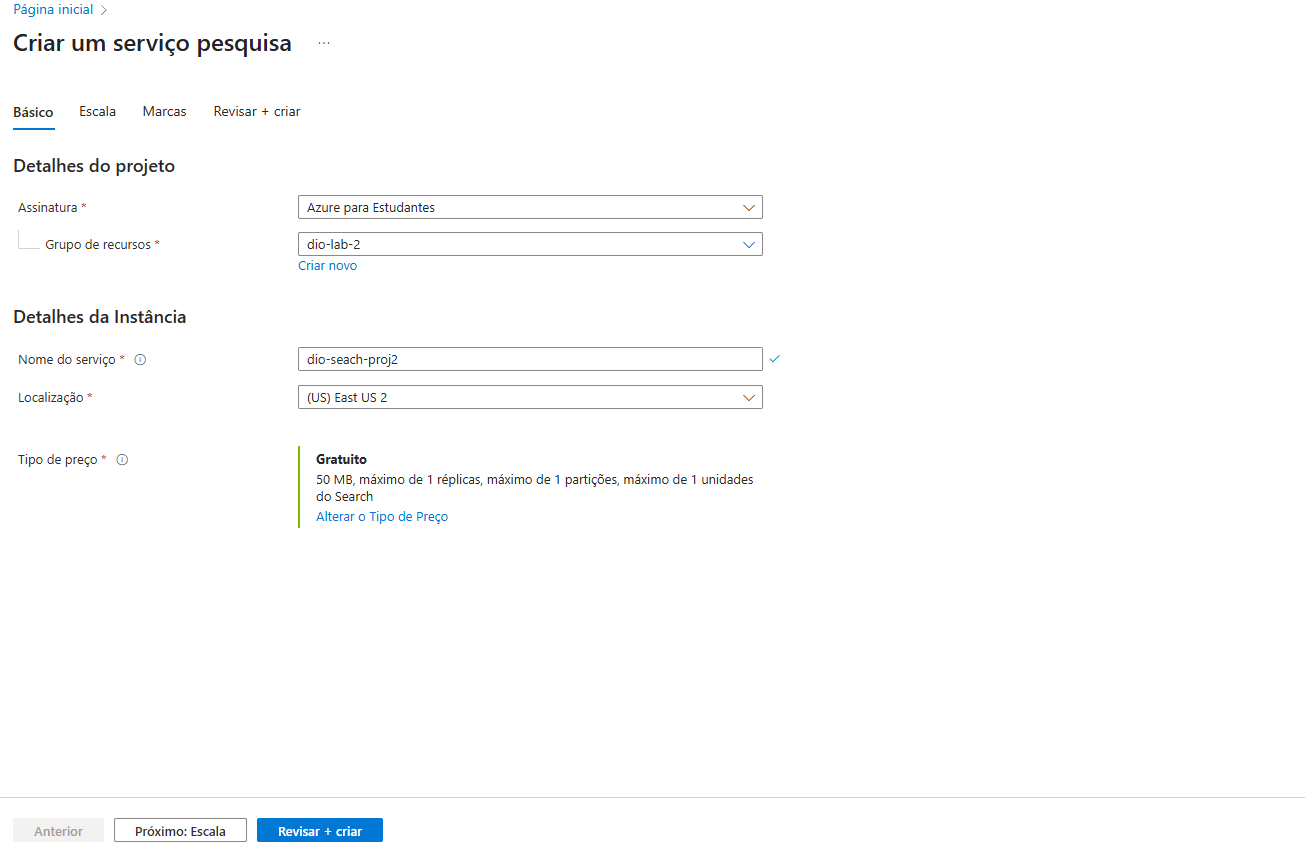 Página inicial
Criar um serviço pesquisa ...
Básico Escala Marcas Revisar + criar
Detalhes do projeto
Assinatura * Azure para Estudantes
Grupo de recursos * dio-lab-2
Criar novo
Detalhes da Instância
Nome do serviço * dio-seach-proj2
Localização * (US) East US 2
Tipo de preço * Gratuito
50 MB, máximo de 1 réplicas, máximo de 1 partições, máximo de 1 unidades
do Search
Alterar o Tipo de Preço
Anterior Próximo: Escala Revisar + criar